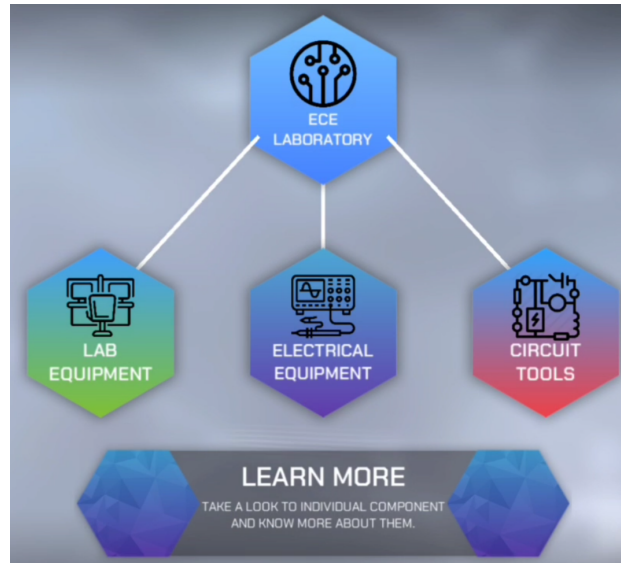 ECE
LABORATORY
LAB
EQUIPMENT
ELECTRICAL
EQUIPMENT
CIRCUIT
TOOLS
LEARN MORE
TAKE A LOOK TO INDIVIDUAL COMPONENT
AND KNOW MORE ABOUT THEM.